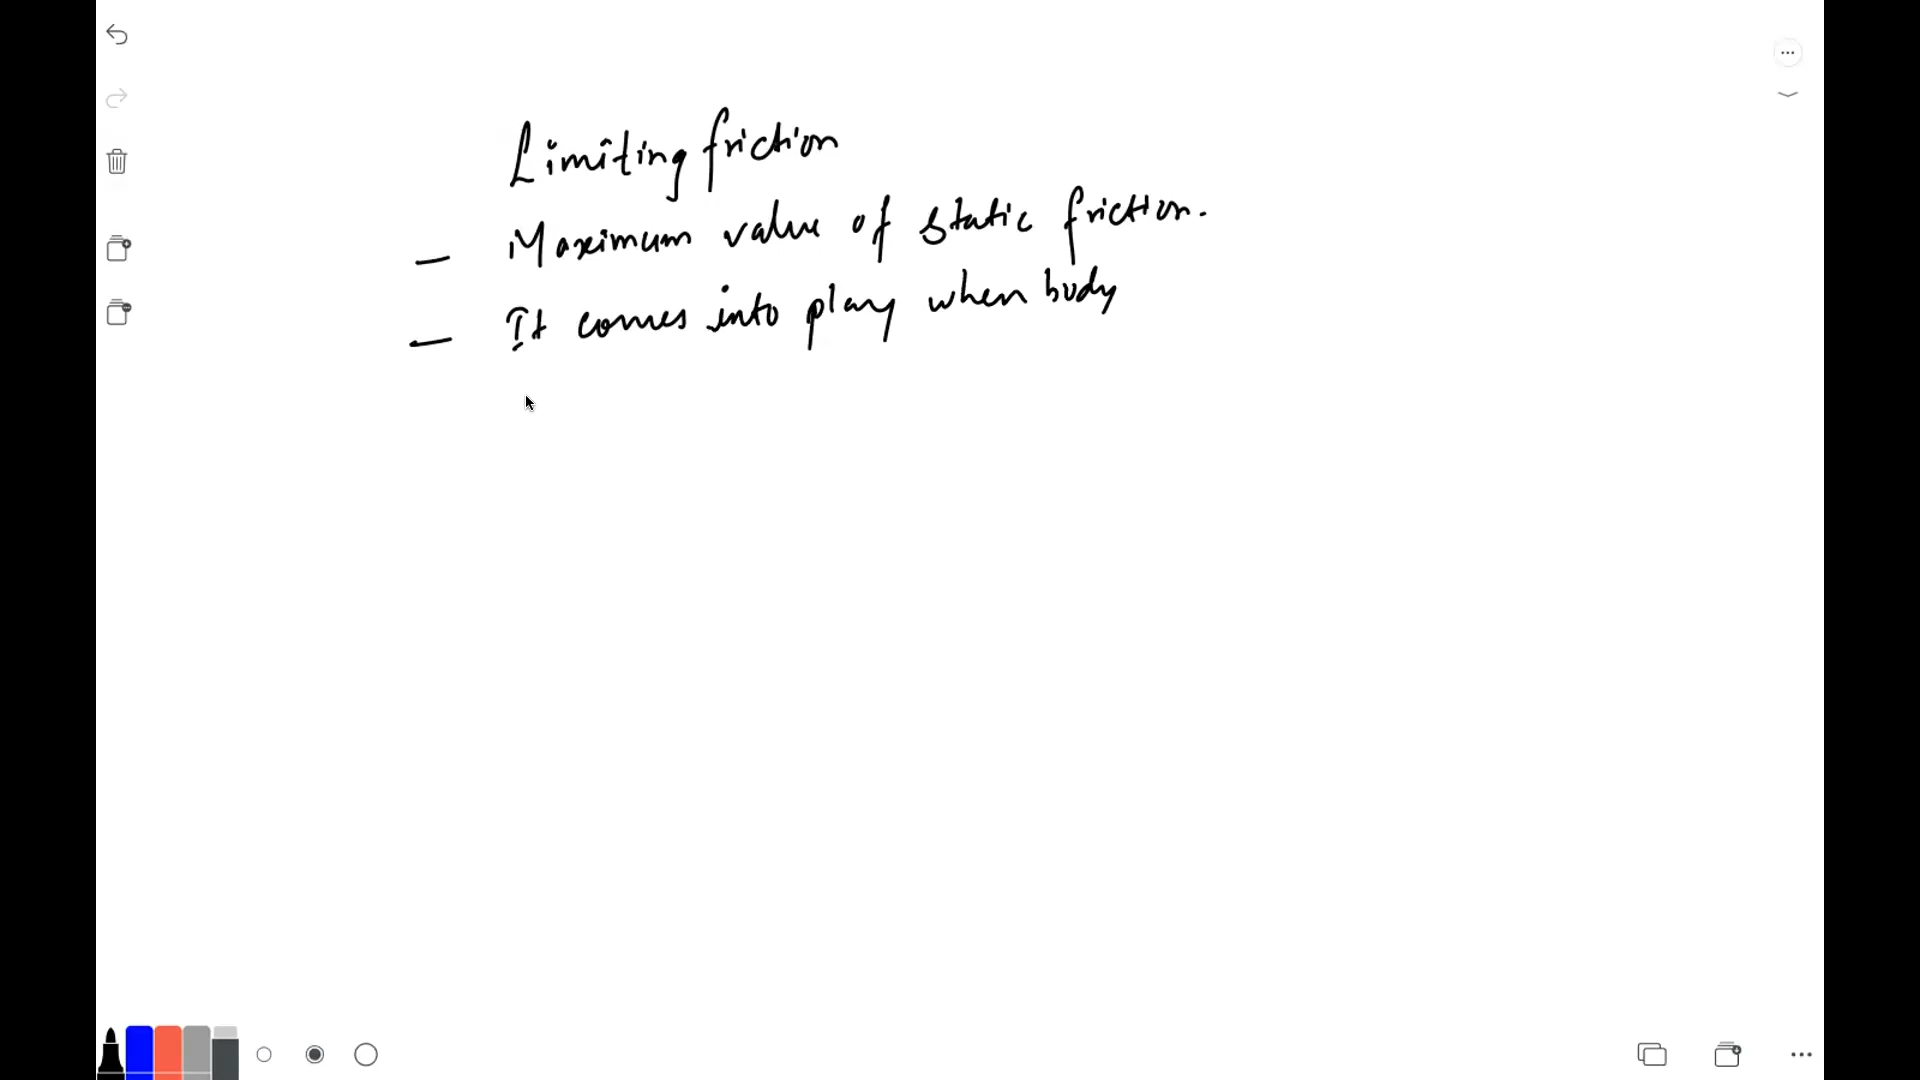 Limiting friction
— Maximum value of static friction.
— It comes into play when body